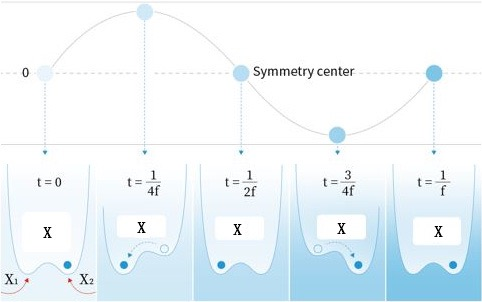 0
Symmetry center
t = 0
t = 1/4f
t = 1/2f
t = 3/4f
t = 1/f
X
X
X
X
X
X₁
X₂